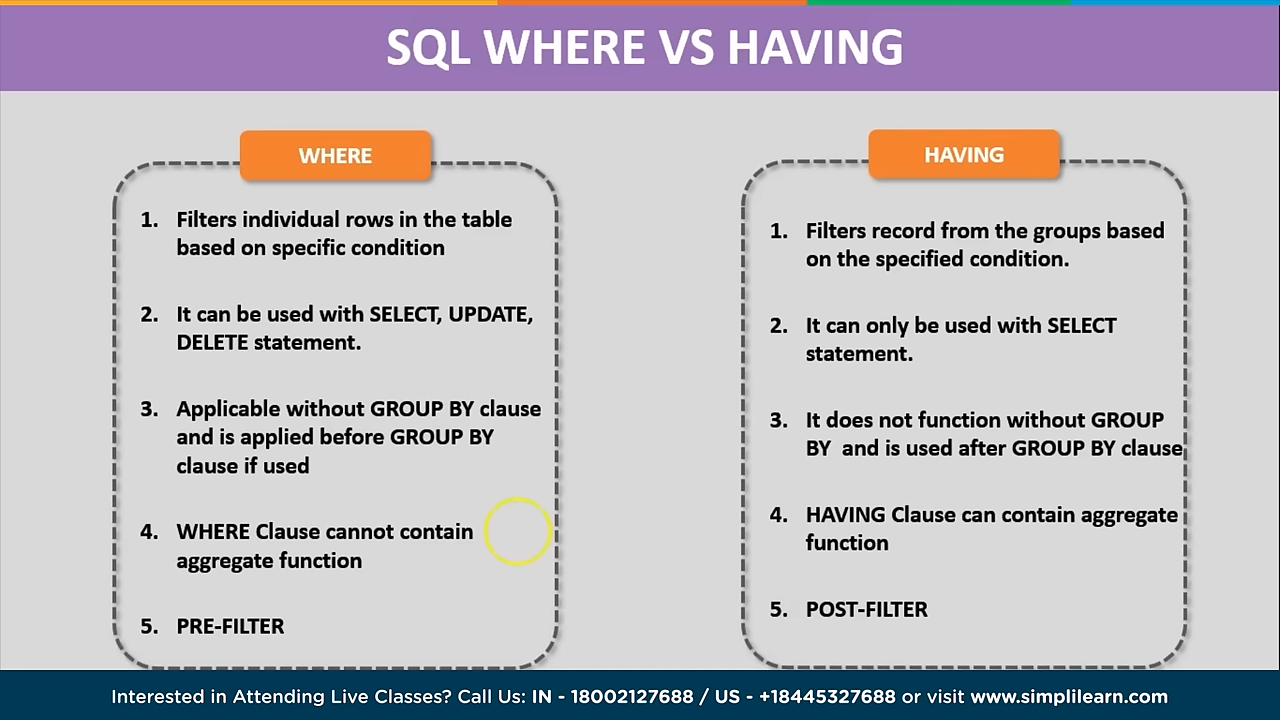 SQL WHERE VS HAVING
WHERE
1. Filters individual rows in the table
based on specific condition
2. It can be used with SELECT, UPDATE,
DELETE statement.
3. Applicable without GROUP BY clause
and is applied before GROUP BY
clause if used
4. WHERE Clause cannot contain
aggregate function
5. PRE-FILTER
HAVING
1. Filters record from the groups based
on the specified condition.
2. It can only be used with SELECT
statement.
3. It does not function without GROUP
BY  and is used after GROUP BY clause
4. HAVING Clause can contain aggregate
function
5. POST-FILTER
Interested in Attending Live Classes? Call Us: IN - 18002127688 / US - +18445327688 or visit www.simplilearn.com